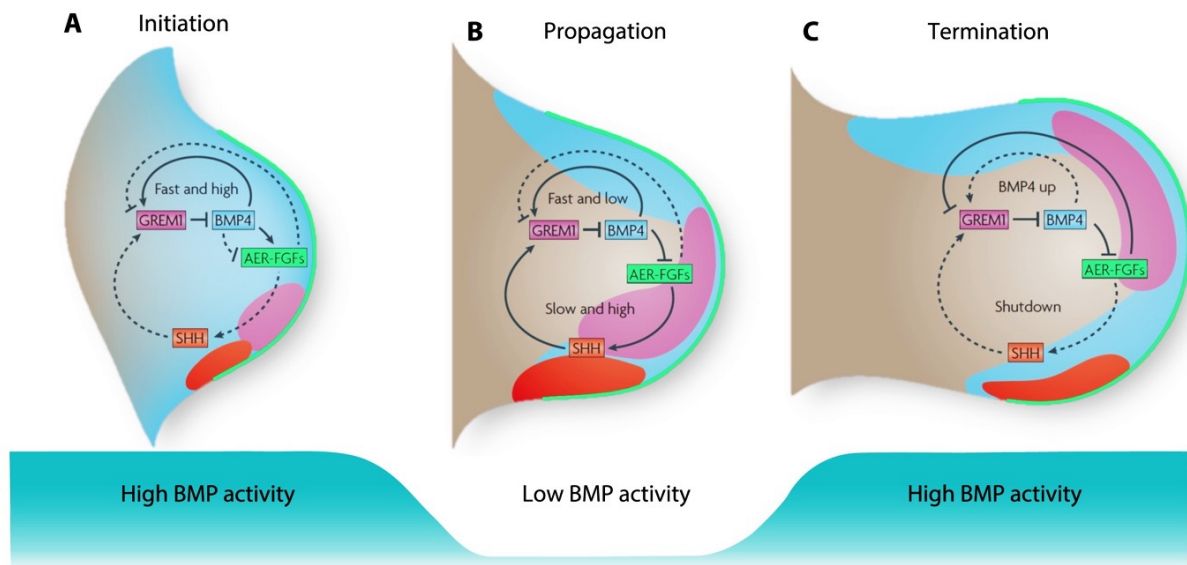 A Initiation
Fast and high
GREM1 BMP4
AER-FGFs
SHH
B Propagation
Fast and low
GREM1 BMP4
AER-FGFs
Slow and high
SHH
C Termination
BMP4 up
GREM1 BMP4
AER-FGFs
Shutdown
SHH
High BMP activity
Low BMP activity
High BMP activity